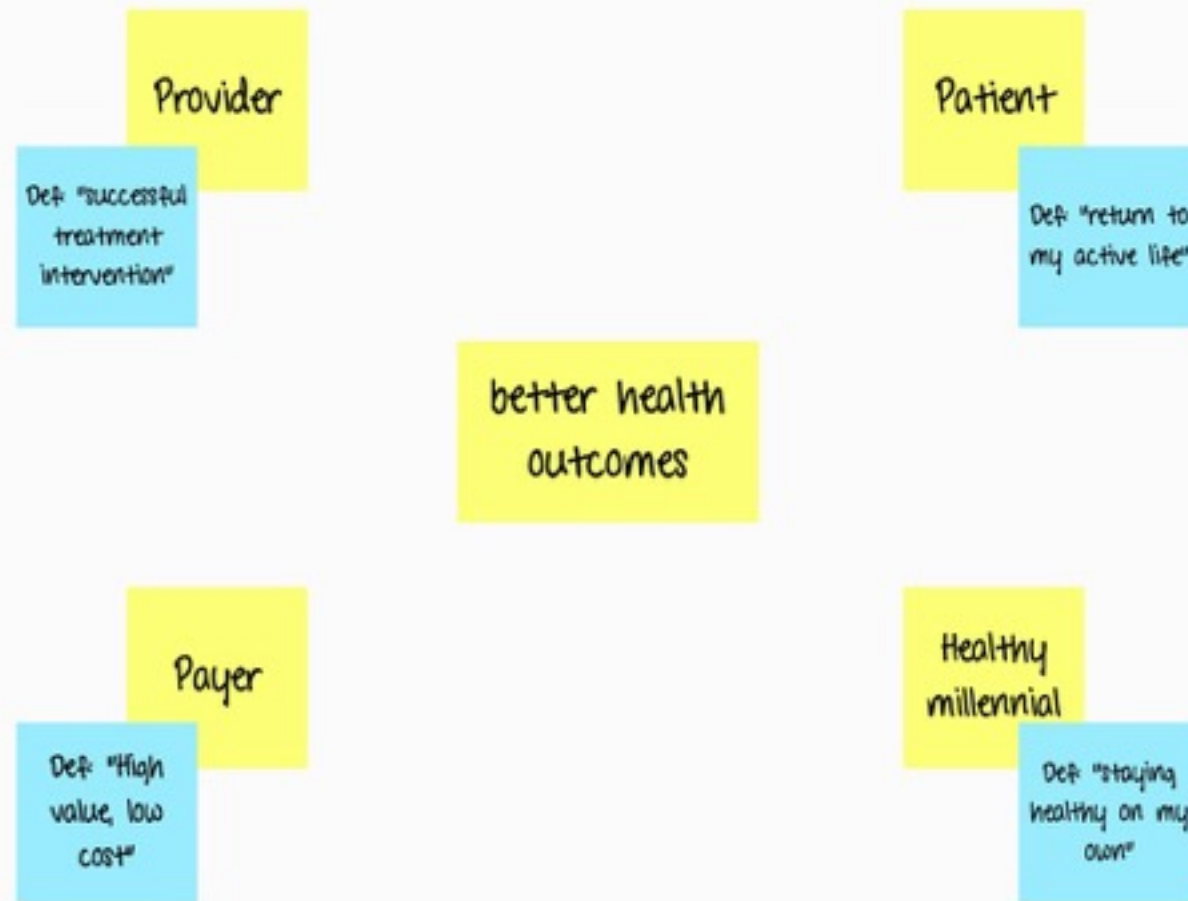 Provider
Def: "successful
treatment
intervention"
Patient
Def: "return to
my active life"
better health
outcomes
Payer
Def: "High
value, low
cost"
Healthy
millennial
Def: "staying
healthy on my
own"